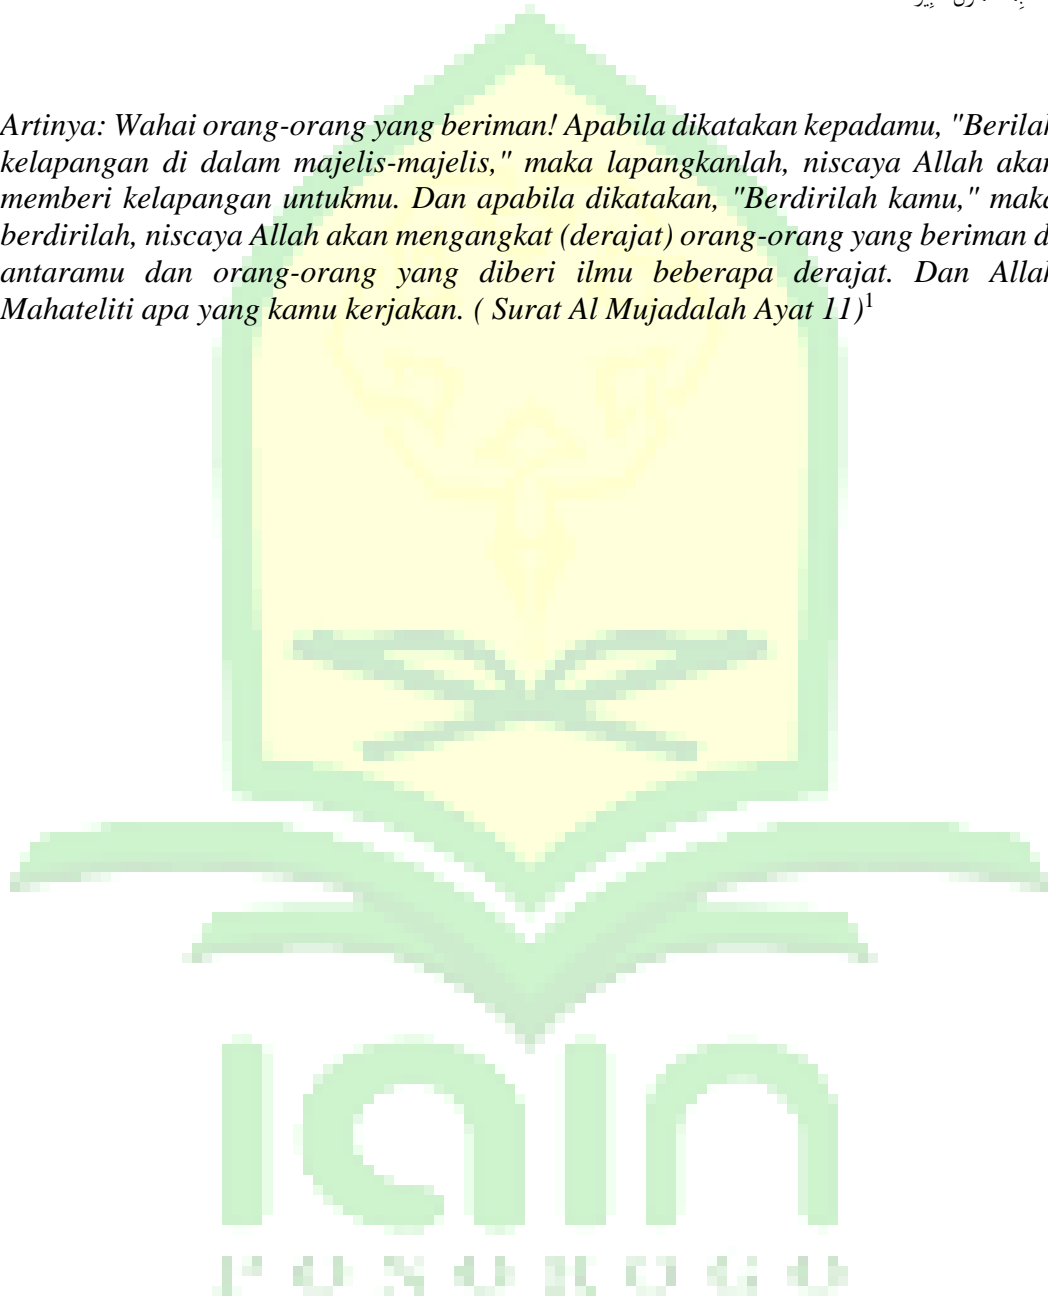 Artinya: Wahai orang-orang yang beriman! Apabila dikatakan kepadamu, "Berilah
kelapangan di dalam majelis-majelis," maka lapangkanlah, niscaya Allah akan
memberi kelapangan untukmu. Dan apabila dikatakan, "Berdirilah kamu," maka
berdirilah, niscaya Allah akan mengangkat (derajat) orang-orang yang beriman di
antaramu dan orang-orang yang diberi ilmu beberapa derajat. Dan Allah
Mahateliti apa yang kamu kerjakan. ( Surat Al Mujadalah Ayat 11)¹
iain
PONOROGO